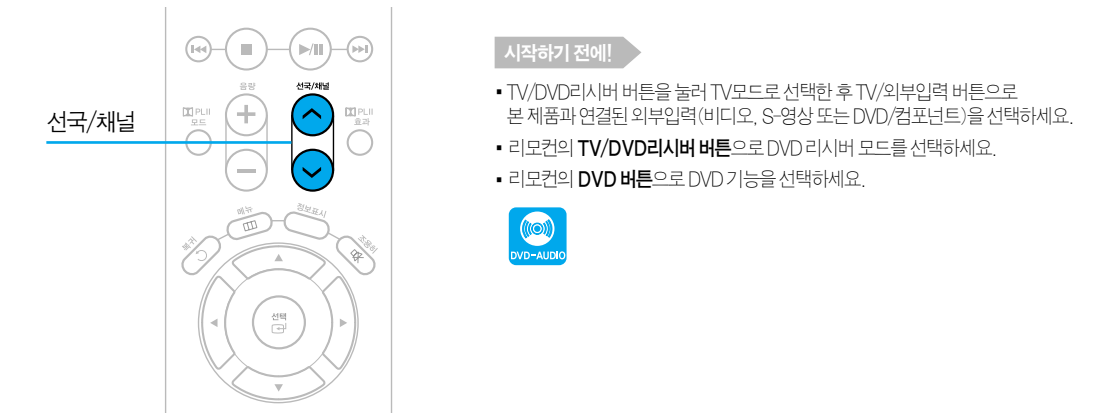 음량
선국/채널
PLII
모드
PLII
효과
선국/채널
메뉴
정보표시
복귀
조용히
선택
시작하기 전에!
▪ TV/DVD리시버 버튼을 눌러 TV모드로 선택한 후 TV/외부입력 버튼으로
본 제품과 연결된 외부입력(비디오, S-영상 또는 DVD/컴포넌트)을 선택하세요.
▪ 리모컨의 TV/DVD리시버 버튼으로 DVD 리시버 모드를 선택하세요.
▪ 리모컨의 DVD 버튼으로 DVD 기능을 선택하세요.
DVD-AUDIO